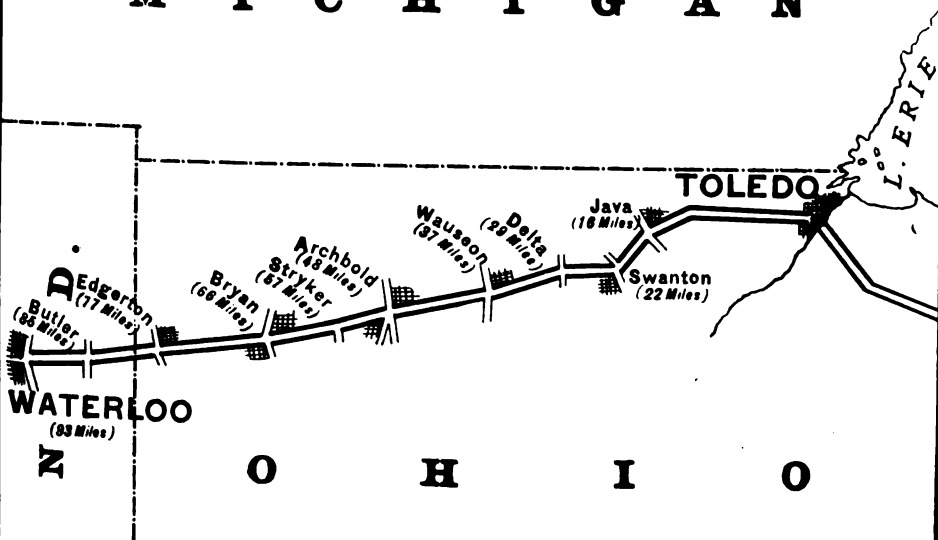 MICHIGAN
L. ERIE
TOLEDO
Java
(16 Miles)
Swanton
(22 Miles)
Delta
(29 Miles)
Wauseon
(37 Miles)
Archbold
(48 Miles)
Stryker
(57 Miles)
Bryan
(66 Miles)
Edgerton
(77 Miles)
Butler
(86 Miles)
WATERLOO
(93 Miles)
IND.
OHIO